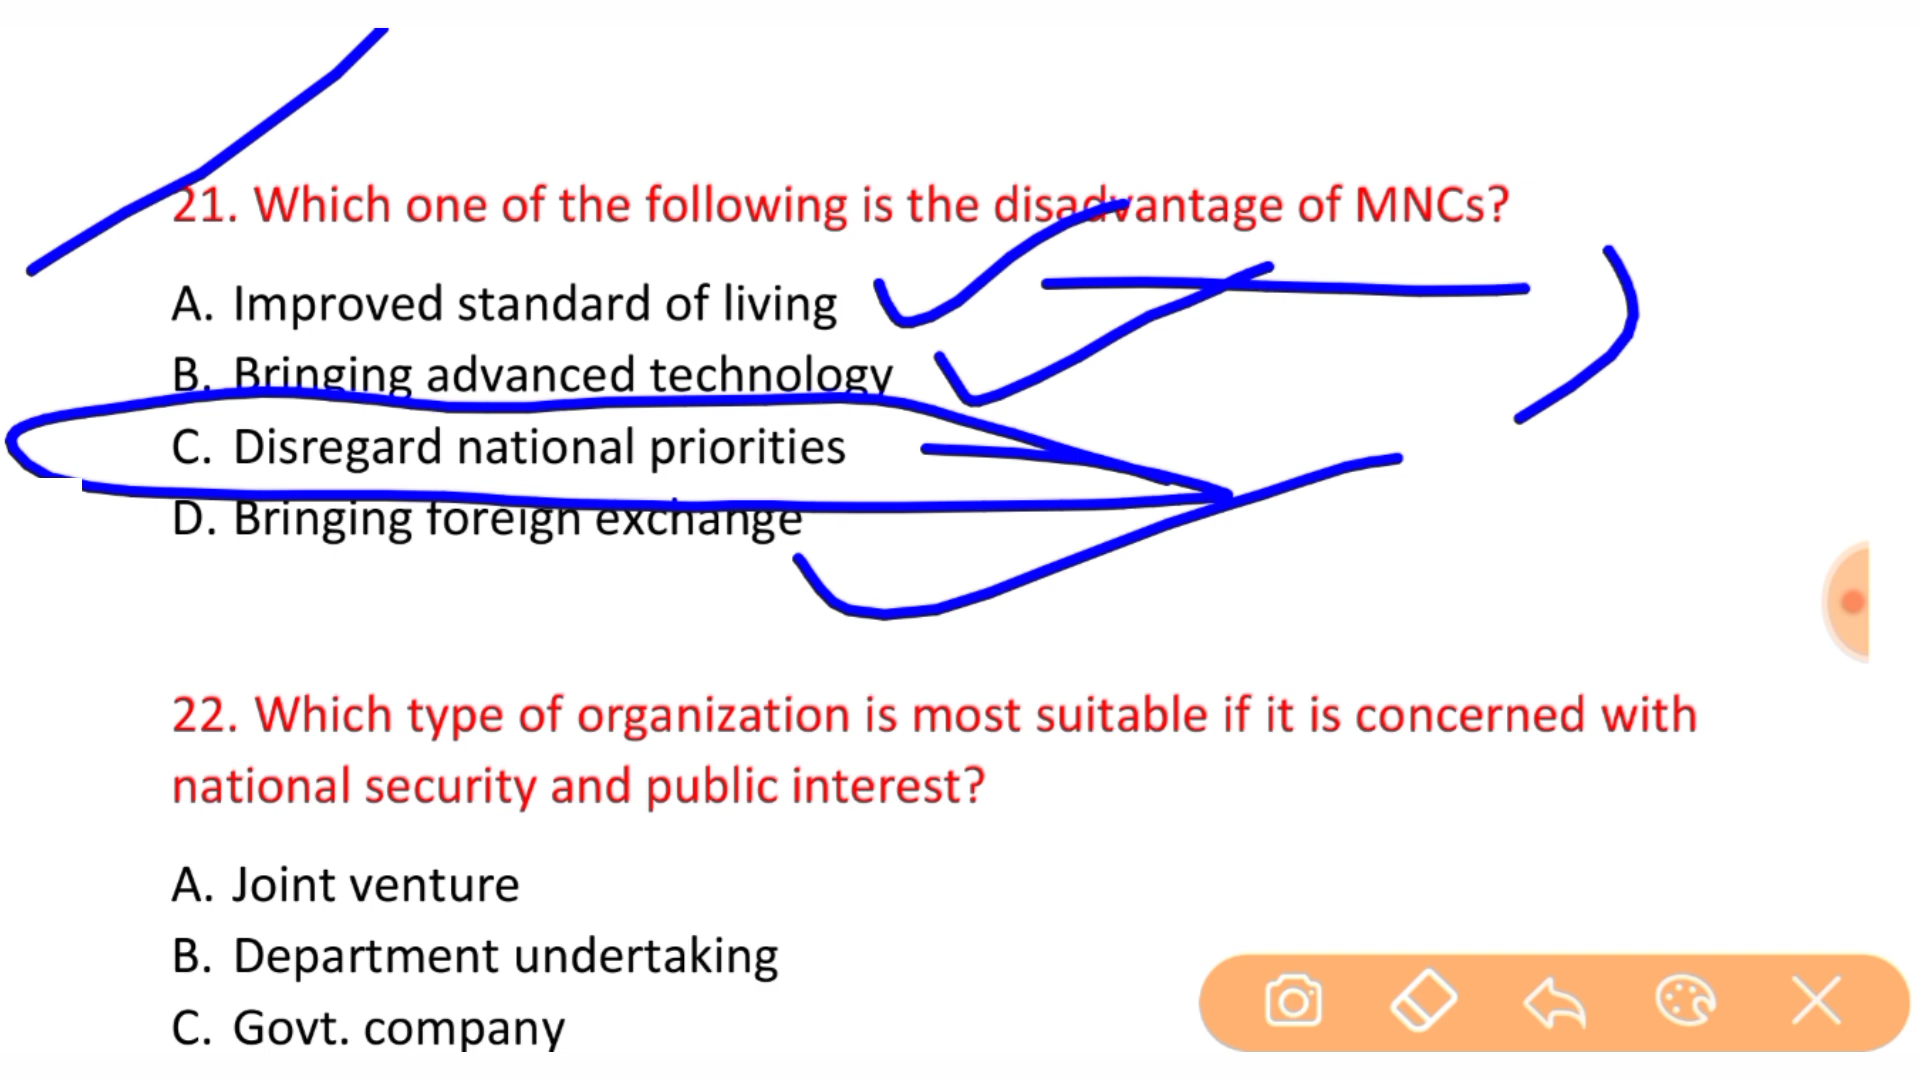 21. Which one of the following is the disadvantage of MNCs?
A. Improved standard of living
B. Bringing advanced technology
C. Disregard national priorities
D. Bringing foreign exchange
22. Which type of organization is most suitable if it is concerned with
national security and public interest?
A. Joint venture
B. Department undertaking
C. Govt. company